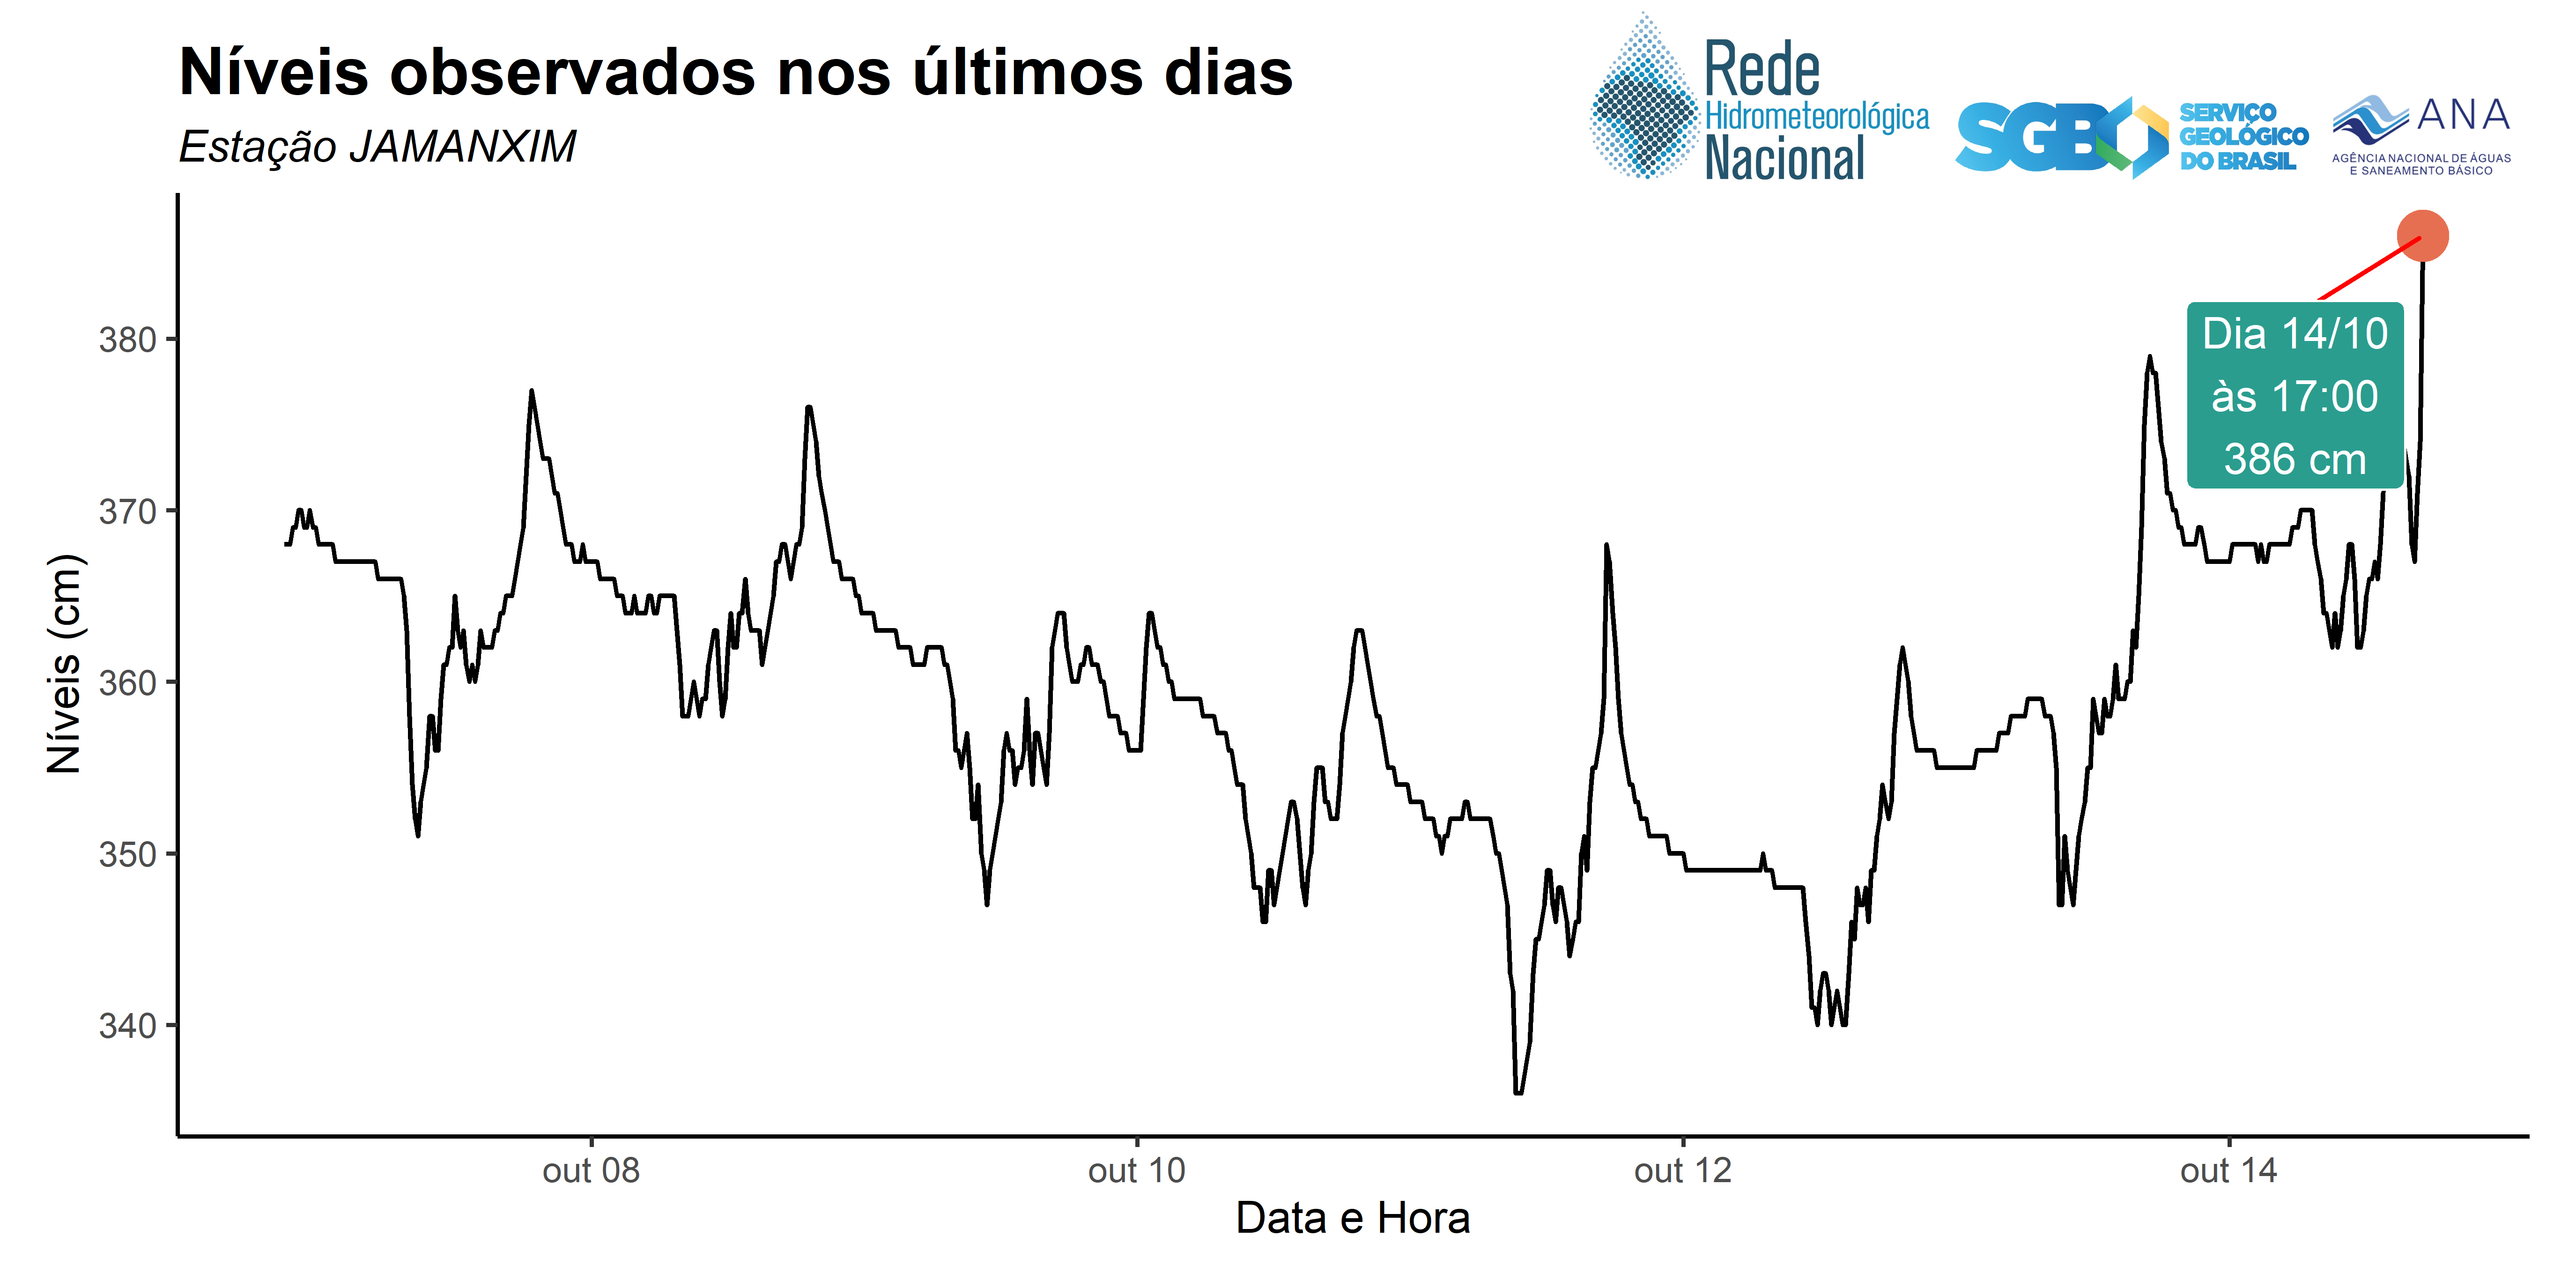 Níveis observados nos últimos dias
Estação JAMANXIM
Rede
Hidrometeorológica
Nacional
SGB
SERVIÇO
GEOLÓGICO
DO BRASIL
ANA
AGÊNCIA NACIONAL DE ÁGUAS
E SANEAMENTO BÁSICO
Níveis (cm)
380
370
360
350
340
Dia 14/10
às 17:00
386 cm
out 08
out 10
out 12
out 14
Data e Hora